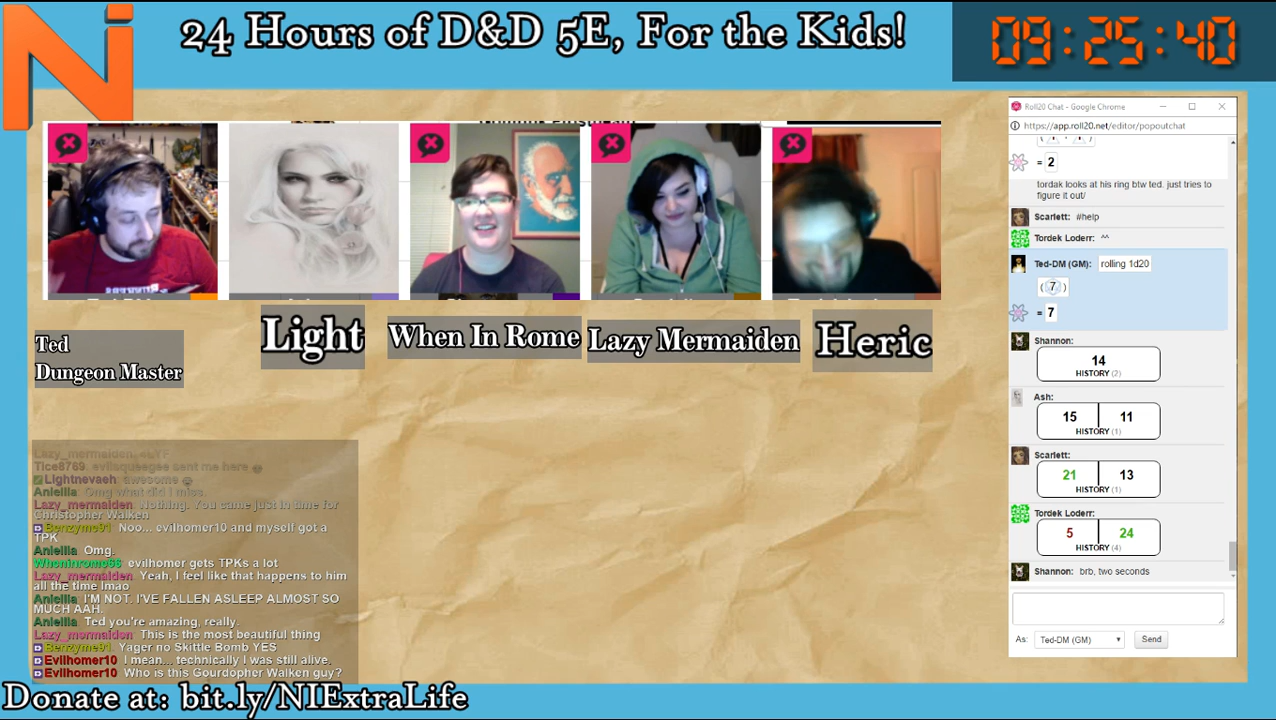 Ni
24 Hours of D&D 5E, For the Kids!
09:25:40
Roll20 Chat - Google Chrome
https://app.roll20.net/editor/popoutchat
= 2
tordak looks at his ring btw ted. just tries to
figure it out/
Scarlett: #help
Tordek Loderr: ^^
Ted-DM (GM): rolling 1d20
( 7 )
= 7
Shannon:
14
HISTORY (2)
Ash:
15 11
HISTORY (1)
Scarlett:
21 13
HISTORY (1)
Tordek Loderr:
5 24
HISTORY (4)
Shannon: brb, two seconds
As: Ted-DM (GM) Send
Ted
Dungeon Master
Light
When In Rome
Lazy Mermaiden
Heric
Tice8769: evilsqueegee sent me here
Lightnevaeh: awesome
Aniellia: Omg what did I miss.
Lazy_mermaiden: Nothing. You came just in time for
Christopher Walken
Benzyme91: Noo... evilhomer10 and myself got a
TPK
Aniellia: Omg.
Whoninrome66: evilhomer gets TPKs a lot
Lazy_mermaiden: Yeah, I feel like that happens to him
all the time lmao
Aniellia: I'M NOT. I'VE FALLEN ASLEEP ALMOST SO
MUCH AAH.
Aniellia: Ted you're amazing, really.
Lazy_mermaiden: This is the most beautiful thing
Benzyme91: Yager no Skittle Bomb YES
Evilhomer10: I mean... technically I was still alive.
Evilhomer10: Who is this Gourdopher Walken guy?
Donate at: bit.ly/NIExtraLife